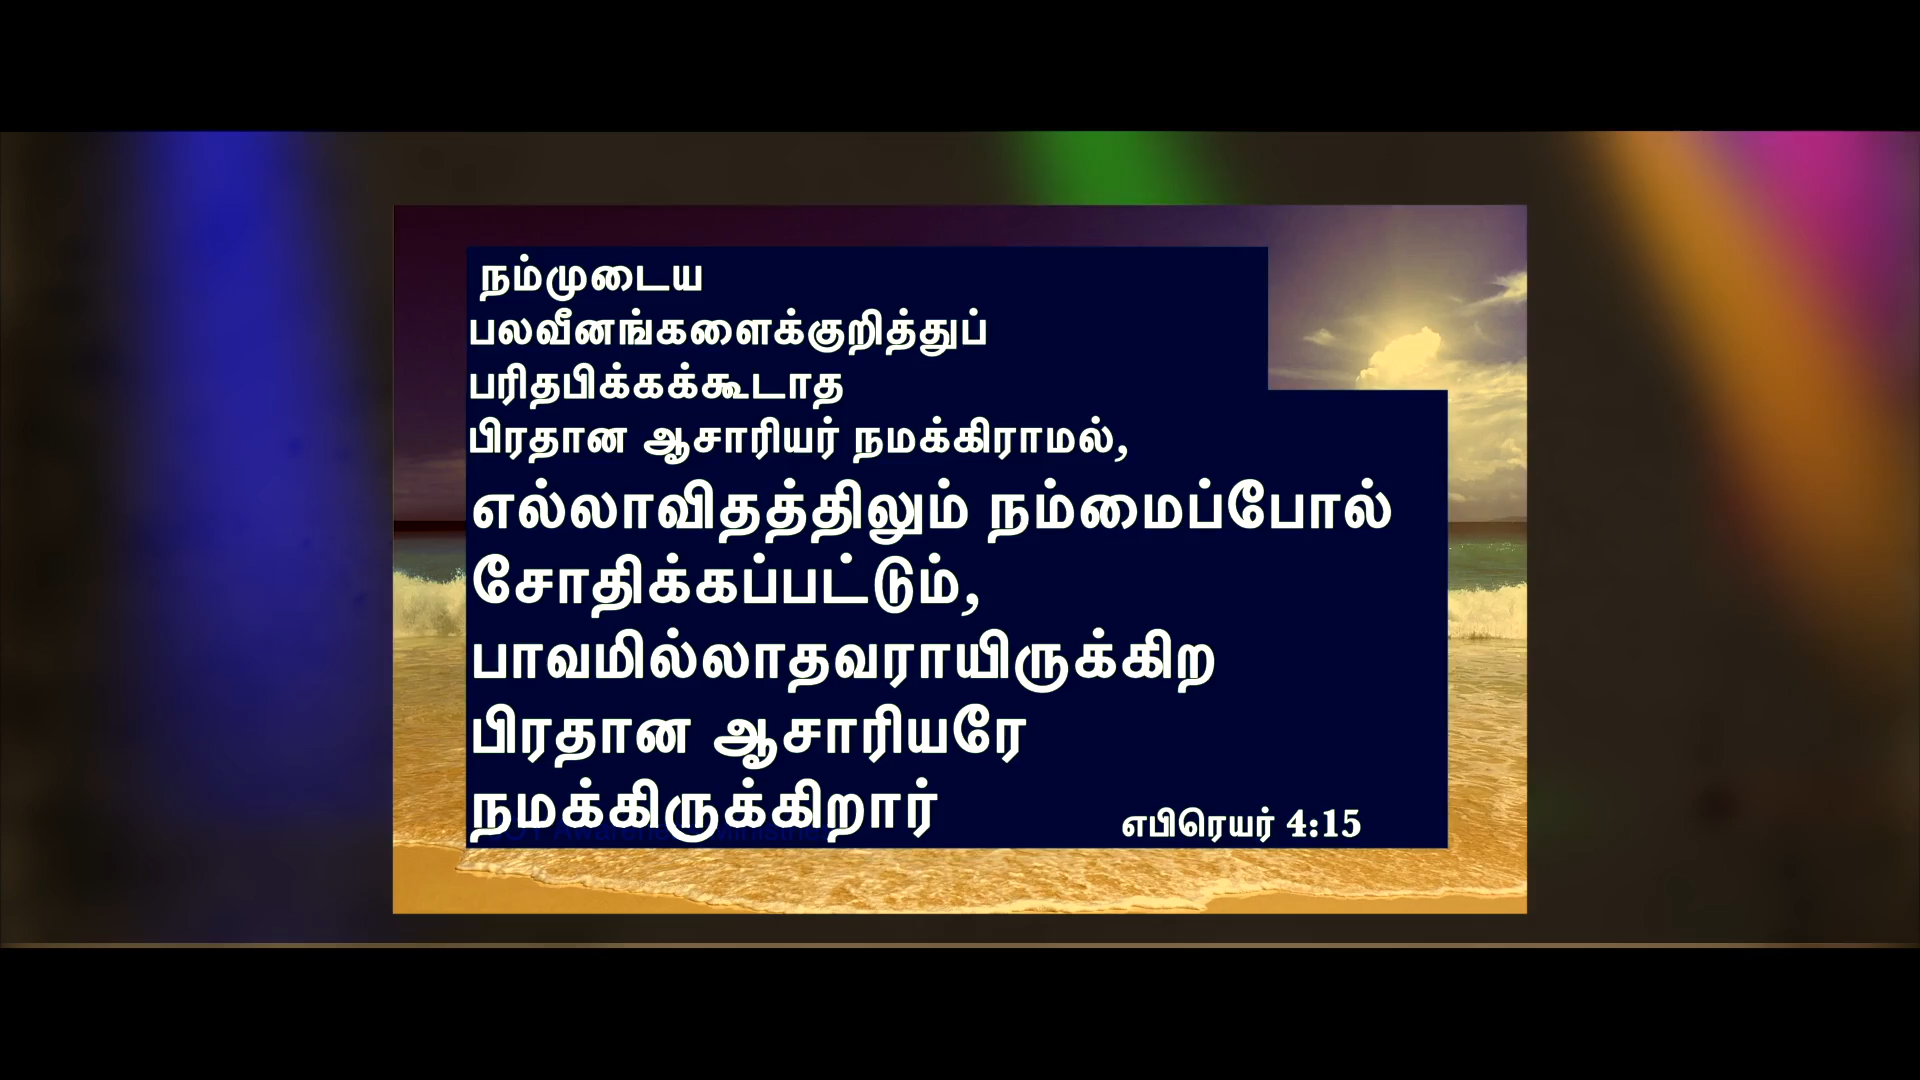 நம்முடைய
பலவீனங்களைக்குறித்துப்
பரிதபிக்கக்கூடாத
பிரதான ஆசாரியர் நமக்கிராமல்,
எல்லாவிதத்திலும் நம்மைப்போல்
சோதிக்கப்பட்டும்,
பாவமில்லாதவராயிருக்கிற
பிரதான ஆசாரியரே
நமக்கிருக்கிறார்
எபிரெயர் 4:15